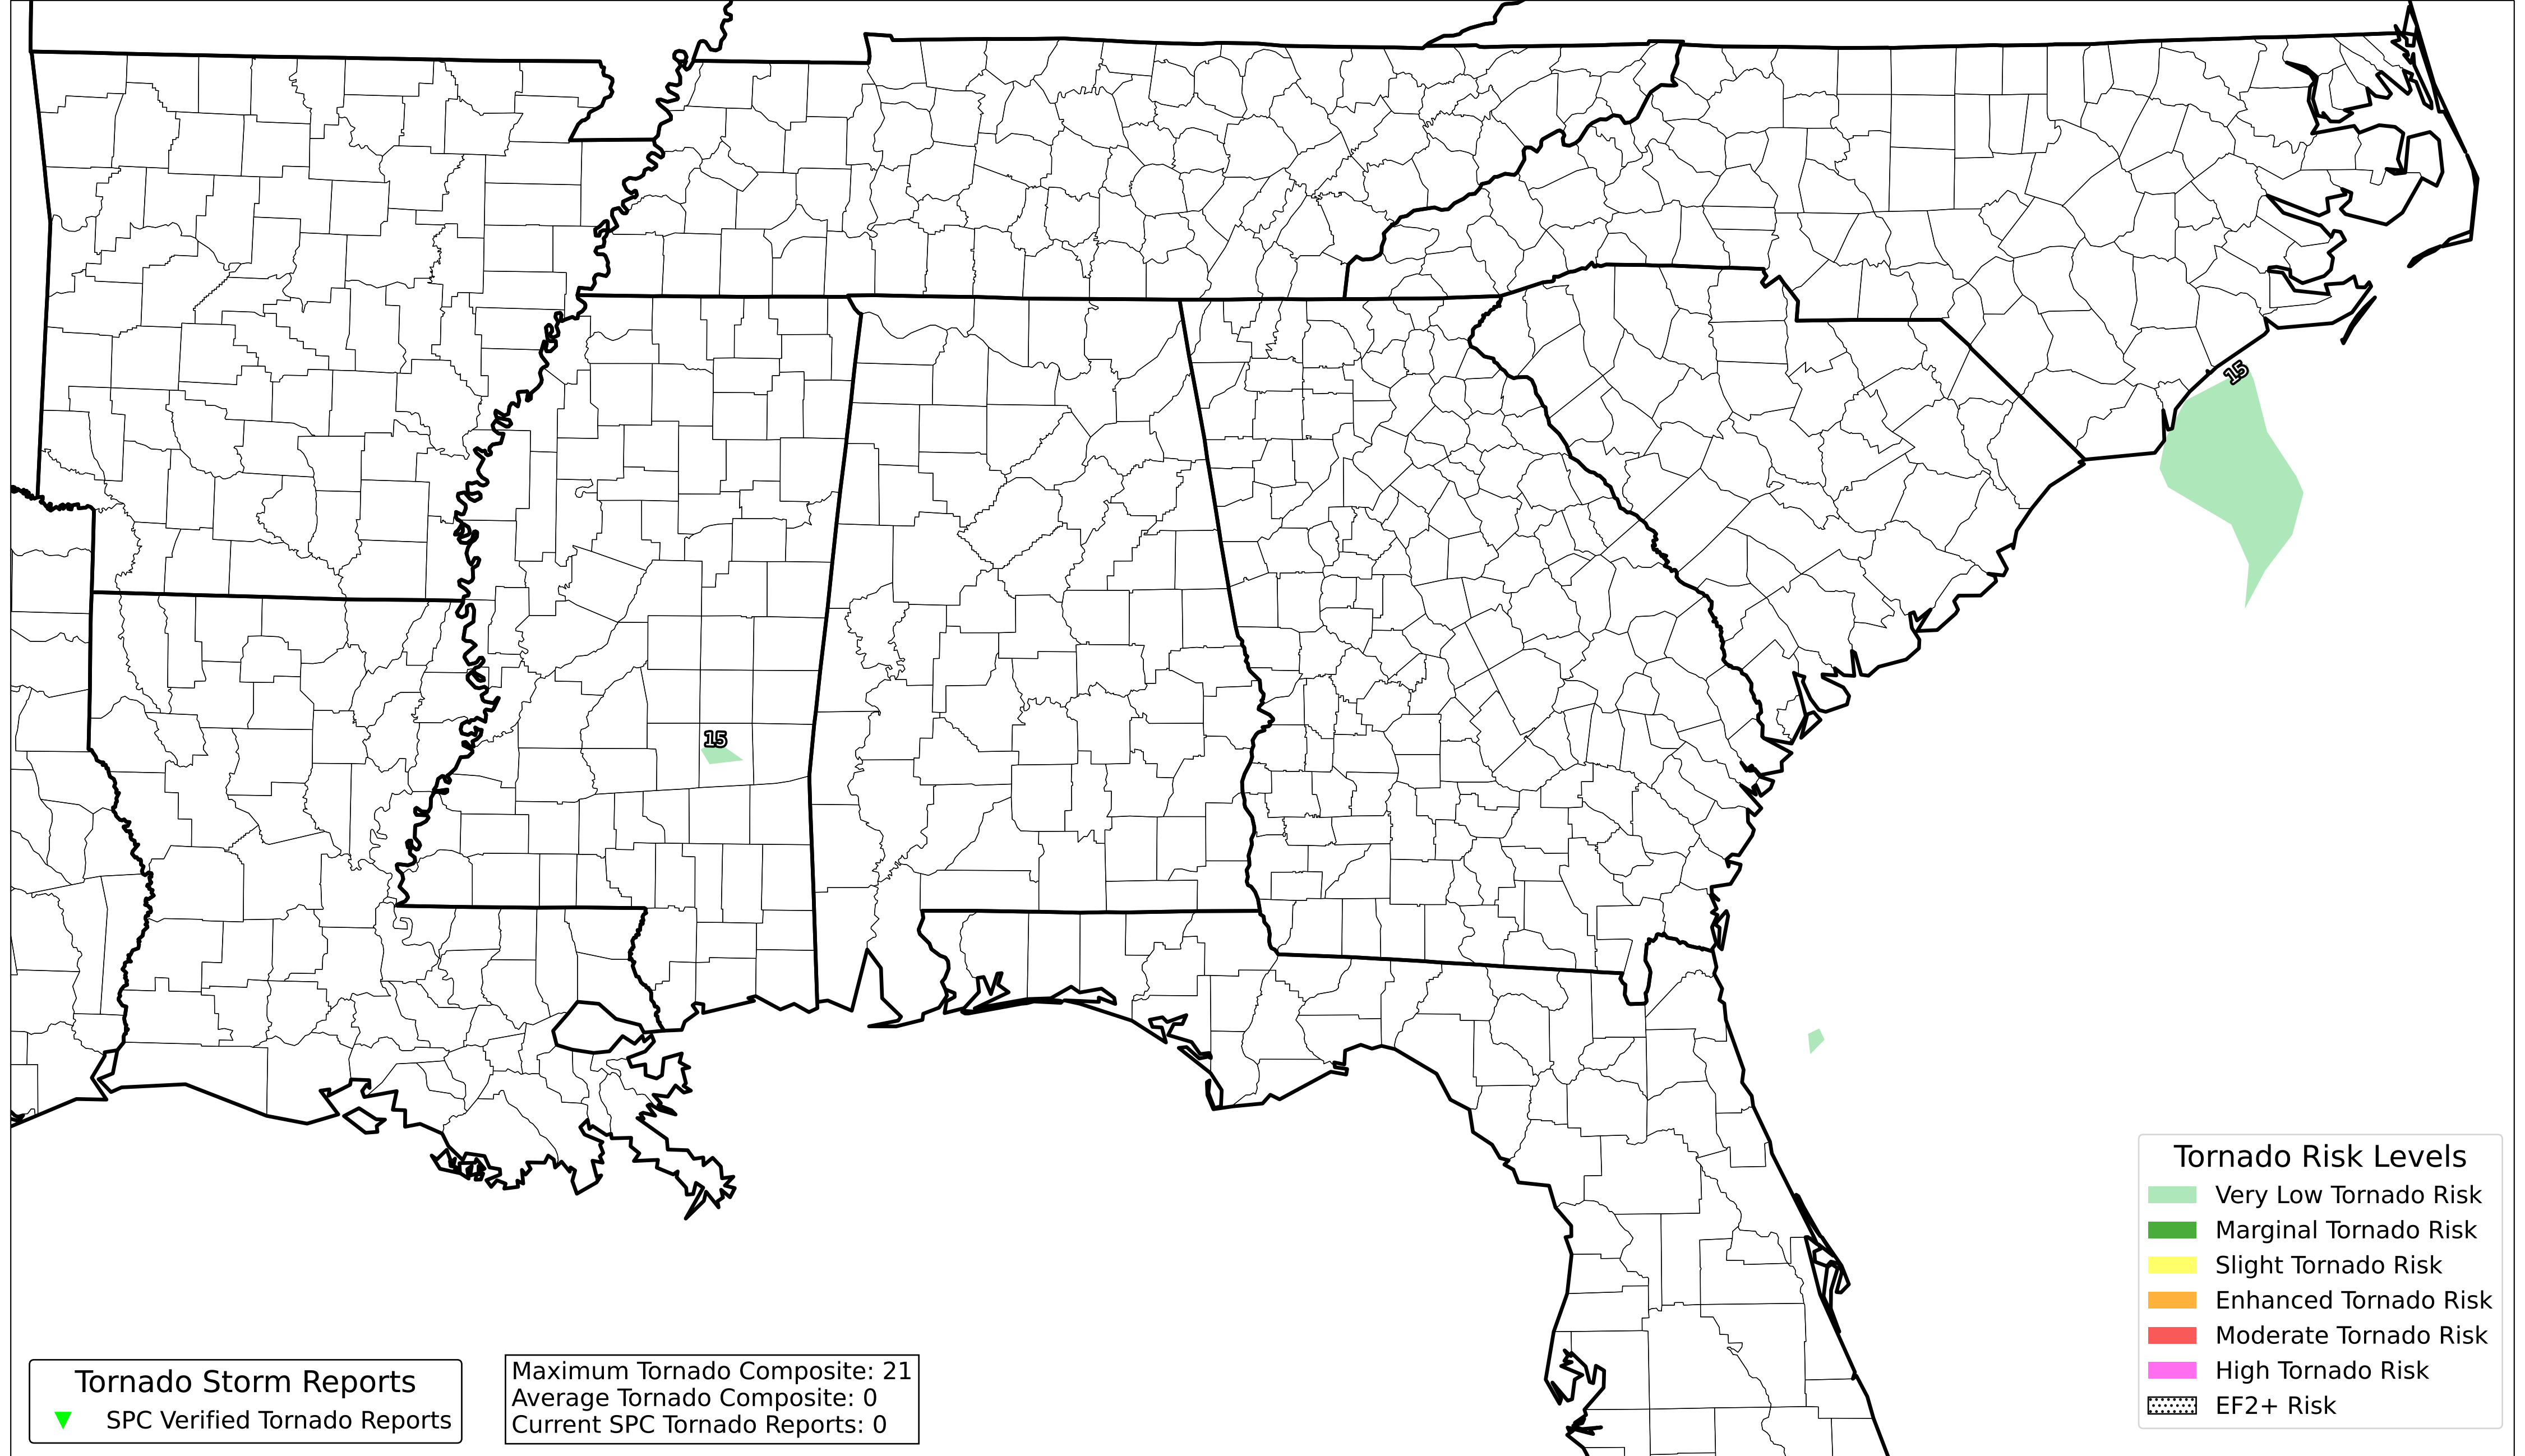 15
15
Tornado Risk Levels
Very Low Tornado Risk
Marginal Tornado Risk
Slight Tornado Risk
Enhanced Tornado Risk
Moderate Tornado Risk
High Tornado Risk
EF2+ Risk
Tornado Storm Reports
SPC Verified Tornado Reports
Maximum Tornado Composite: 21
Average Tornado Composite: 0
Current SPC Tornado Reports: 0